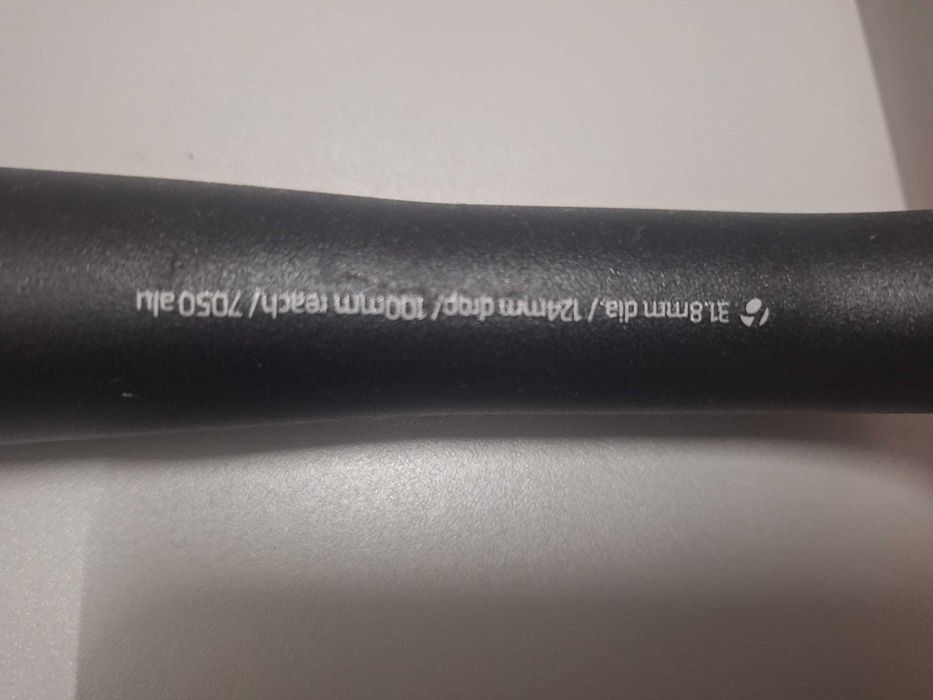 31.8mm dia. / 124mm drop / 100mm reach / 7050 alu